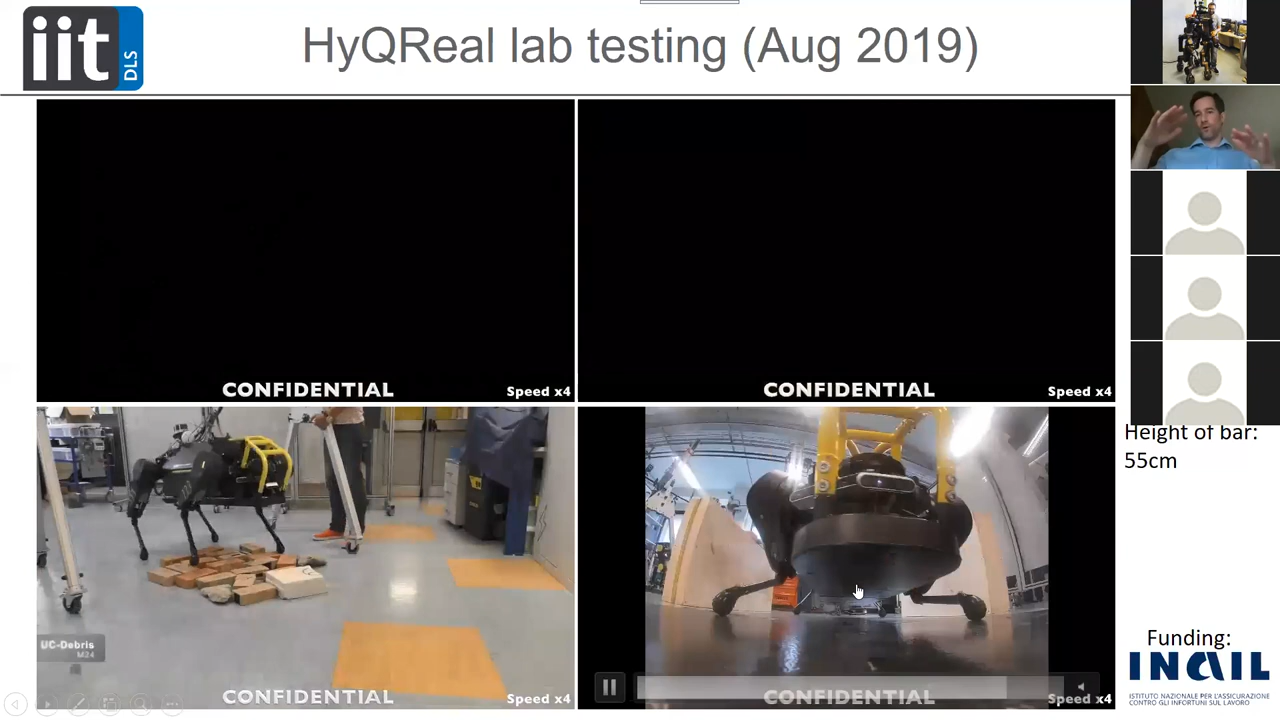 iit
DLS
HyQReal lab testing (Aug 2019)
CONFIDENTIAL
Speed x4
CONFIDENTIAL
Speed x4
Height of bar:
55cm
UC-Debris
M24
CONFIDENTIAL
Speed x4
CONFIDENTIAL
Speed x4
Funding:
INAIL
ISTITUTO NAZIONALE PER L'ASSICURAZIONE
CONTRO GLI INFORTUNI SUL LAVORO